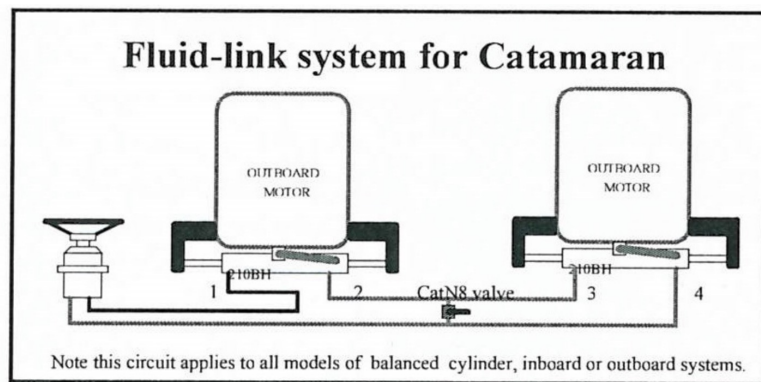 Fluid-link system for Catamaran
OUTBOARD
MOTOR
OUTBOARD
MOTOR
210BH
210BH
1
2
CatN8 valve
3
4
Note this circuit applies to all models of balanced cylinder, inboard or outboard systems.